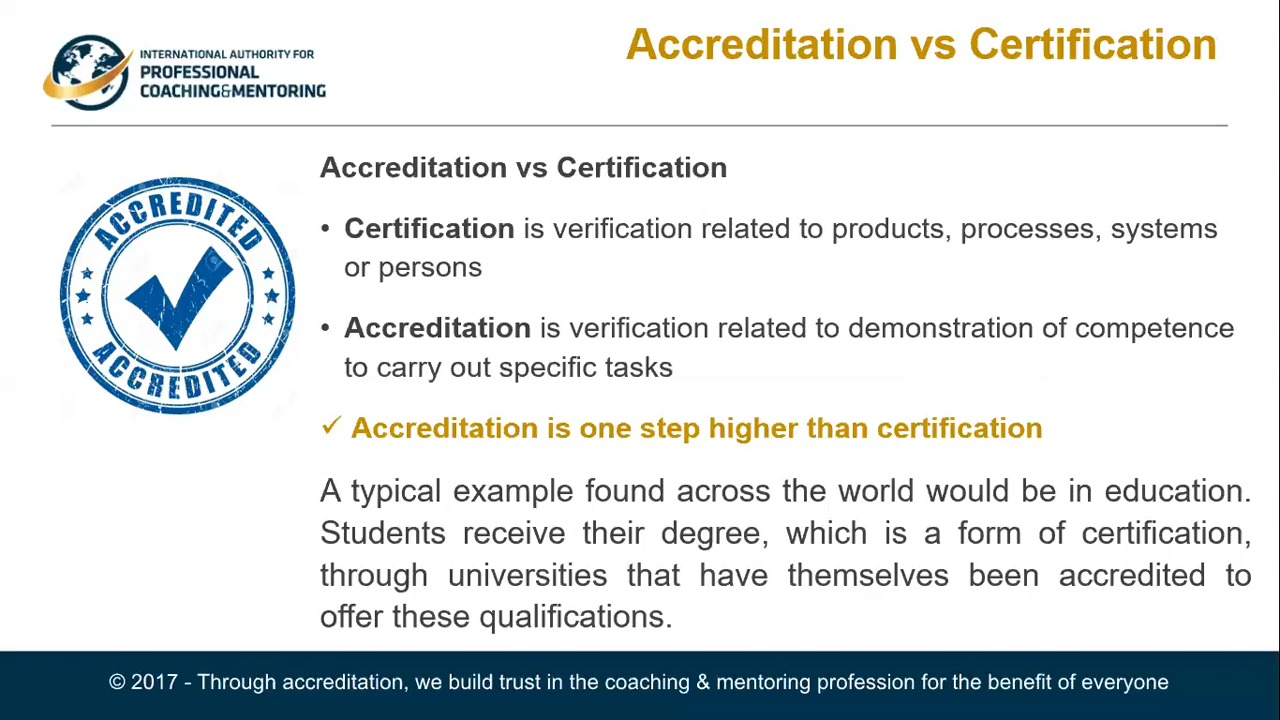 INTERNATIONAL AUTHORITY FOR
PROFESSIONAL
COACHING&MENTORING
Accreditation vs Certification
Accreditation vs Certification
• Certification is verification related to products, processes, systems
or persons
• Accreditation is verification related to demonstration of competence
to carry out specific tasks
✓ Accreditation is one step higher than certification
A typical example found across the world would be in education.
Students receive their degree, which is a form of certification,
through universities that have themselves been accredited to
offer these qualifications.
ACCREDITED
ACCREDITED
© 2017 - Through accreditation, we build trust in the coaching & mentoring profession for the benefit of everyone